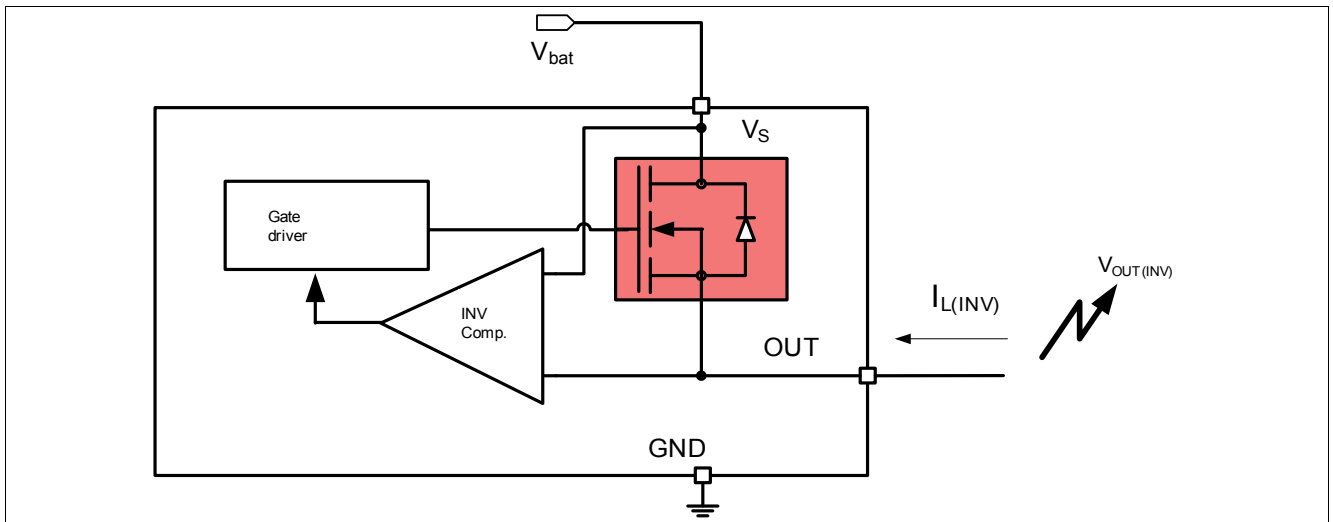 Vbat
VS
Gate
driver
INV
Comp.
OUT
IL(INV)
VOUT(INV)
GND